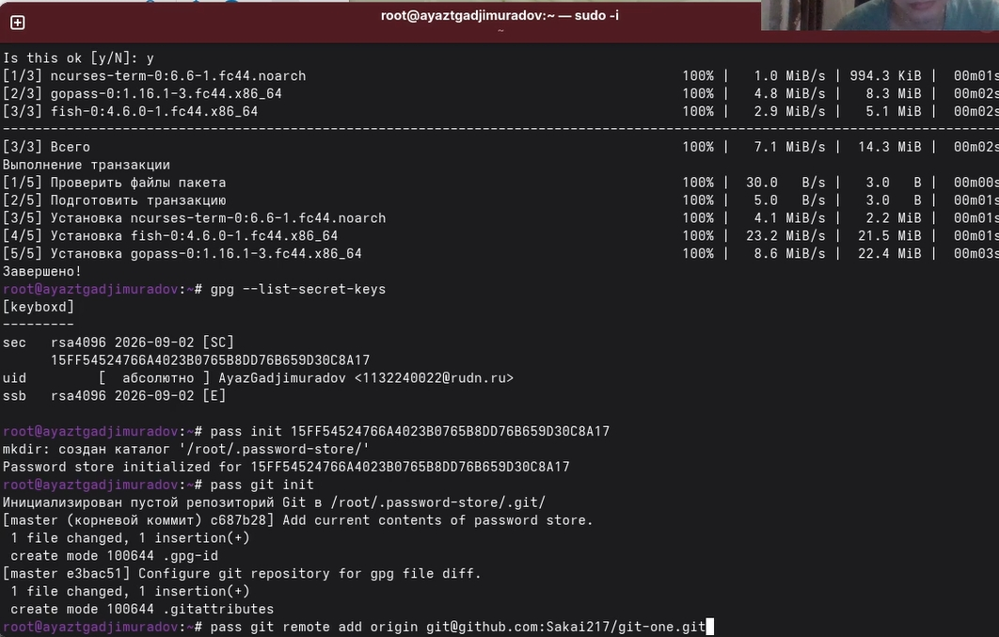 root@ayaztgadjimuradov:~ — sudo -i
~
Is this ok [y/N]: y
[1/3] ncurses-term-0:6.6-1.fc44.noarch 100% | 1.0 MiB/s | 994.3 KiB | 00m01s
[2/3] gopass-0:1.16.1-3.fc44.x86_64 100% | 4.8 MiB/s | 8.3 MiB | 00m02s
[3/3] fish-0:4.6.0-1.fc44.x86_64 100% | 2.9 MiB/s | 5.1 MiB | 00m02s
--------------------------------------------------------------------------------
[3/3] Всего 100% | 7.1 MiB/s | 14.3 MiB | 00m02s
Выполнение транзакции
[1/5] Проверить файлы пакета 100% | 30.0 B/s | 3.0 B | 00m00s
[2/5] Подготовить транзакцию 100% | 5.0 B/s | 3.0 B | 00m01s
[3/5] Установка ncurses-term-0:6.6-1.fc44.noarch 100% | 4.1 MiB/s | 2.2 MiB | 00m01s
[4/5] Установка fish-0:4.6.0-1.fc44.x86_64 100% | 23.2 MiB/s | 21.5 MiB | 00m01s
[5/5] Установка gopass-0:1.16.1-3.fc44.x86_64 100% | 8.6 MiB/s | 22.4 MiB | 00m03s
Завершено!
root@ayaztgadjimuradov:~# gpg --list-secret-keys
[keyboxd]
---------
sec   rsa4096 2026-09-02 [SC]
      15FF54524766A4023B0765B8DD76B659D30C8A17
uid         [  абсолютно ] AyazGadjimuradov <1132240022@rudn.ru>
ssb   rsa4096 2026-09-02 [E]
root@ayaztgadjimuradov:~# pass init 15FF54524766A4023B0765B8DD76B659D30C8A17
mkdir: создан каталог '/root/.password-store/'
Password store initialized for 15FF54524766A4023B0765B8DD76B659D30C8A17
root@ayaztgadjimuradov:~# pass git init
Инициализирован пустой репозиторий Git в /root/.password-store/.git/
[master (корневой коммит) c687b28] Add current contents of password store.
 1 file changed, 1 insertion(+)
 create mode 100644 .gpg-id
[master e3bac51] Configure git repository for gpg file diff.
 1 file changed, 1 insertion(+)
 create mode 100644 .gitattributes
root@ayaztgadjimuradov:~# pass git remote add origin git@github.com:Sakai217/git-one.git